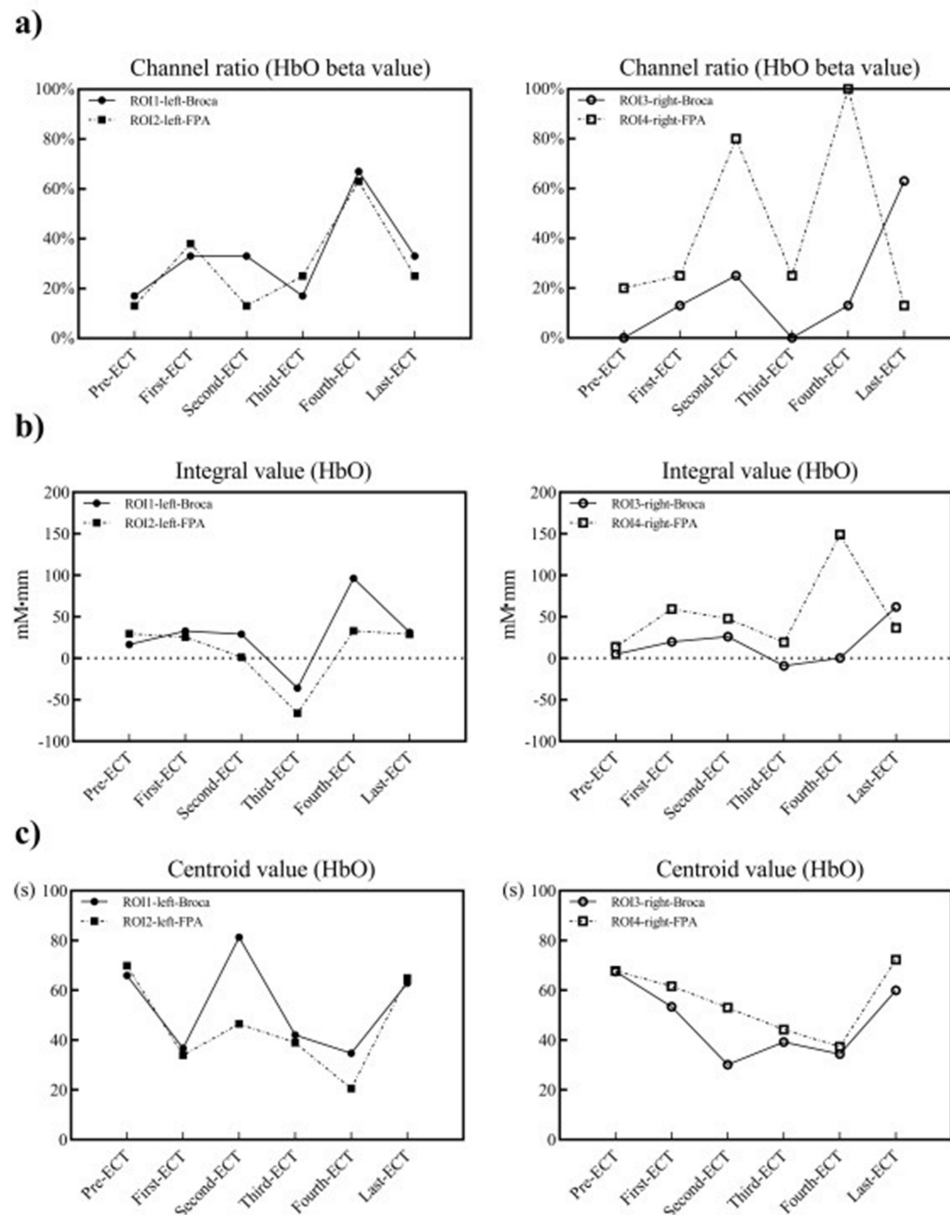 a)
Channel ratio (HbO beta value)
100%
80%
60%
40%
20%
0%
ROI1-left-Broca
ROI2-left-FPA
Pre-ECT
First-ECT
Second-ECT
Third-ECT
Fourth-ECT
Last-ECT
Channel ratio (HbO beta value)
100%
80%
60%
40%
20%
0%
ROI3-right-Broca
ROI4-right-FPA
Pre-ECT
First-ECT
Second-ECT
Third-ECT
Fourth-ECT
Last-ECT
b)
Integral value (HbO)
mM·mm
200
150
100
50
0
-50
-100
ROI1-left-Broca
ROI2-left-FPA
Pre-ECT
First-ECT
Second-ECT
Third-ECT
Fourth-ECT
Last-ECT
Integral value (HbO)
mM·mm
200
150
100
50
0
-50
-100
ROI3-right-Broca
ROI4-right-FPA
Pre-ECT
First-ECT
Second-ECT
Third-ECT
Fourth-ECT
Last-ECT
c)
Centroid value (HbO)
(s)
100
80
60
40
20
0
ROI1-left-Broca
ROI2-left-FPA
Pre-ECT
First-ECT
Second-ECT
Third-ECT
Fourth-ECT
Last-ECT
Centroid value (HbO)
(s)
100
80
60
40
20
0
ROI3-right-Broca
ROI4-right-FPA
Pre-ECT
First-ECT
Second-ECT
Third-ECT
Fourth-ECT
Last-ECT